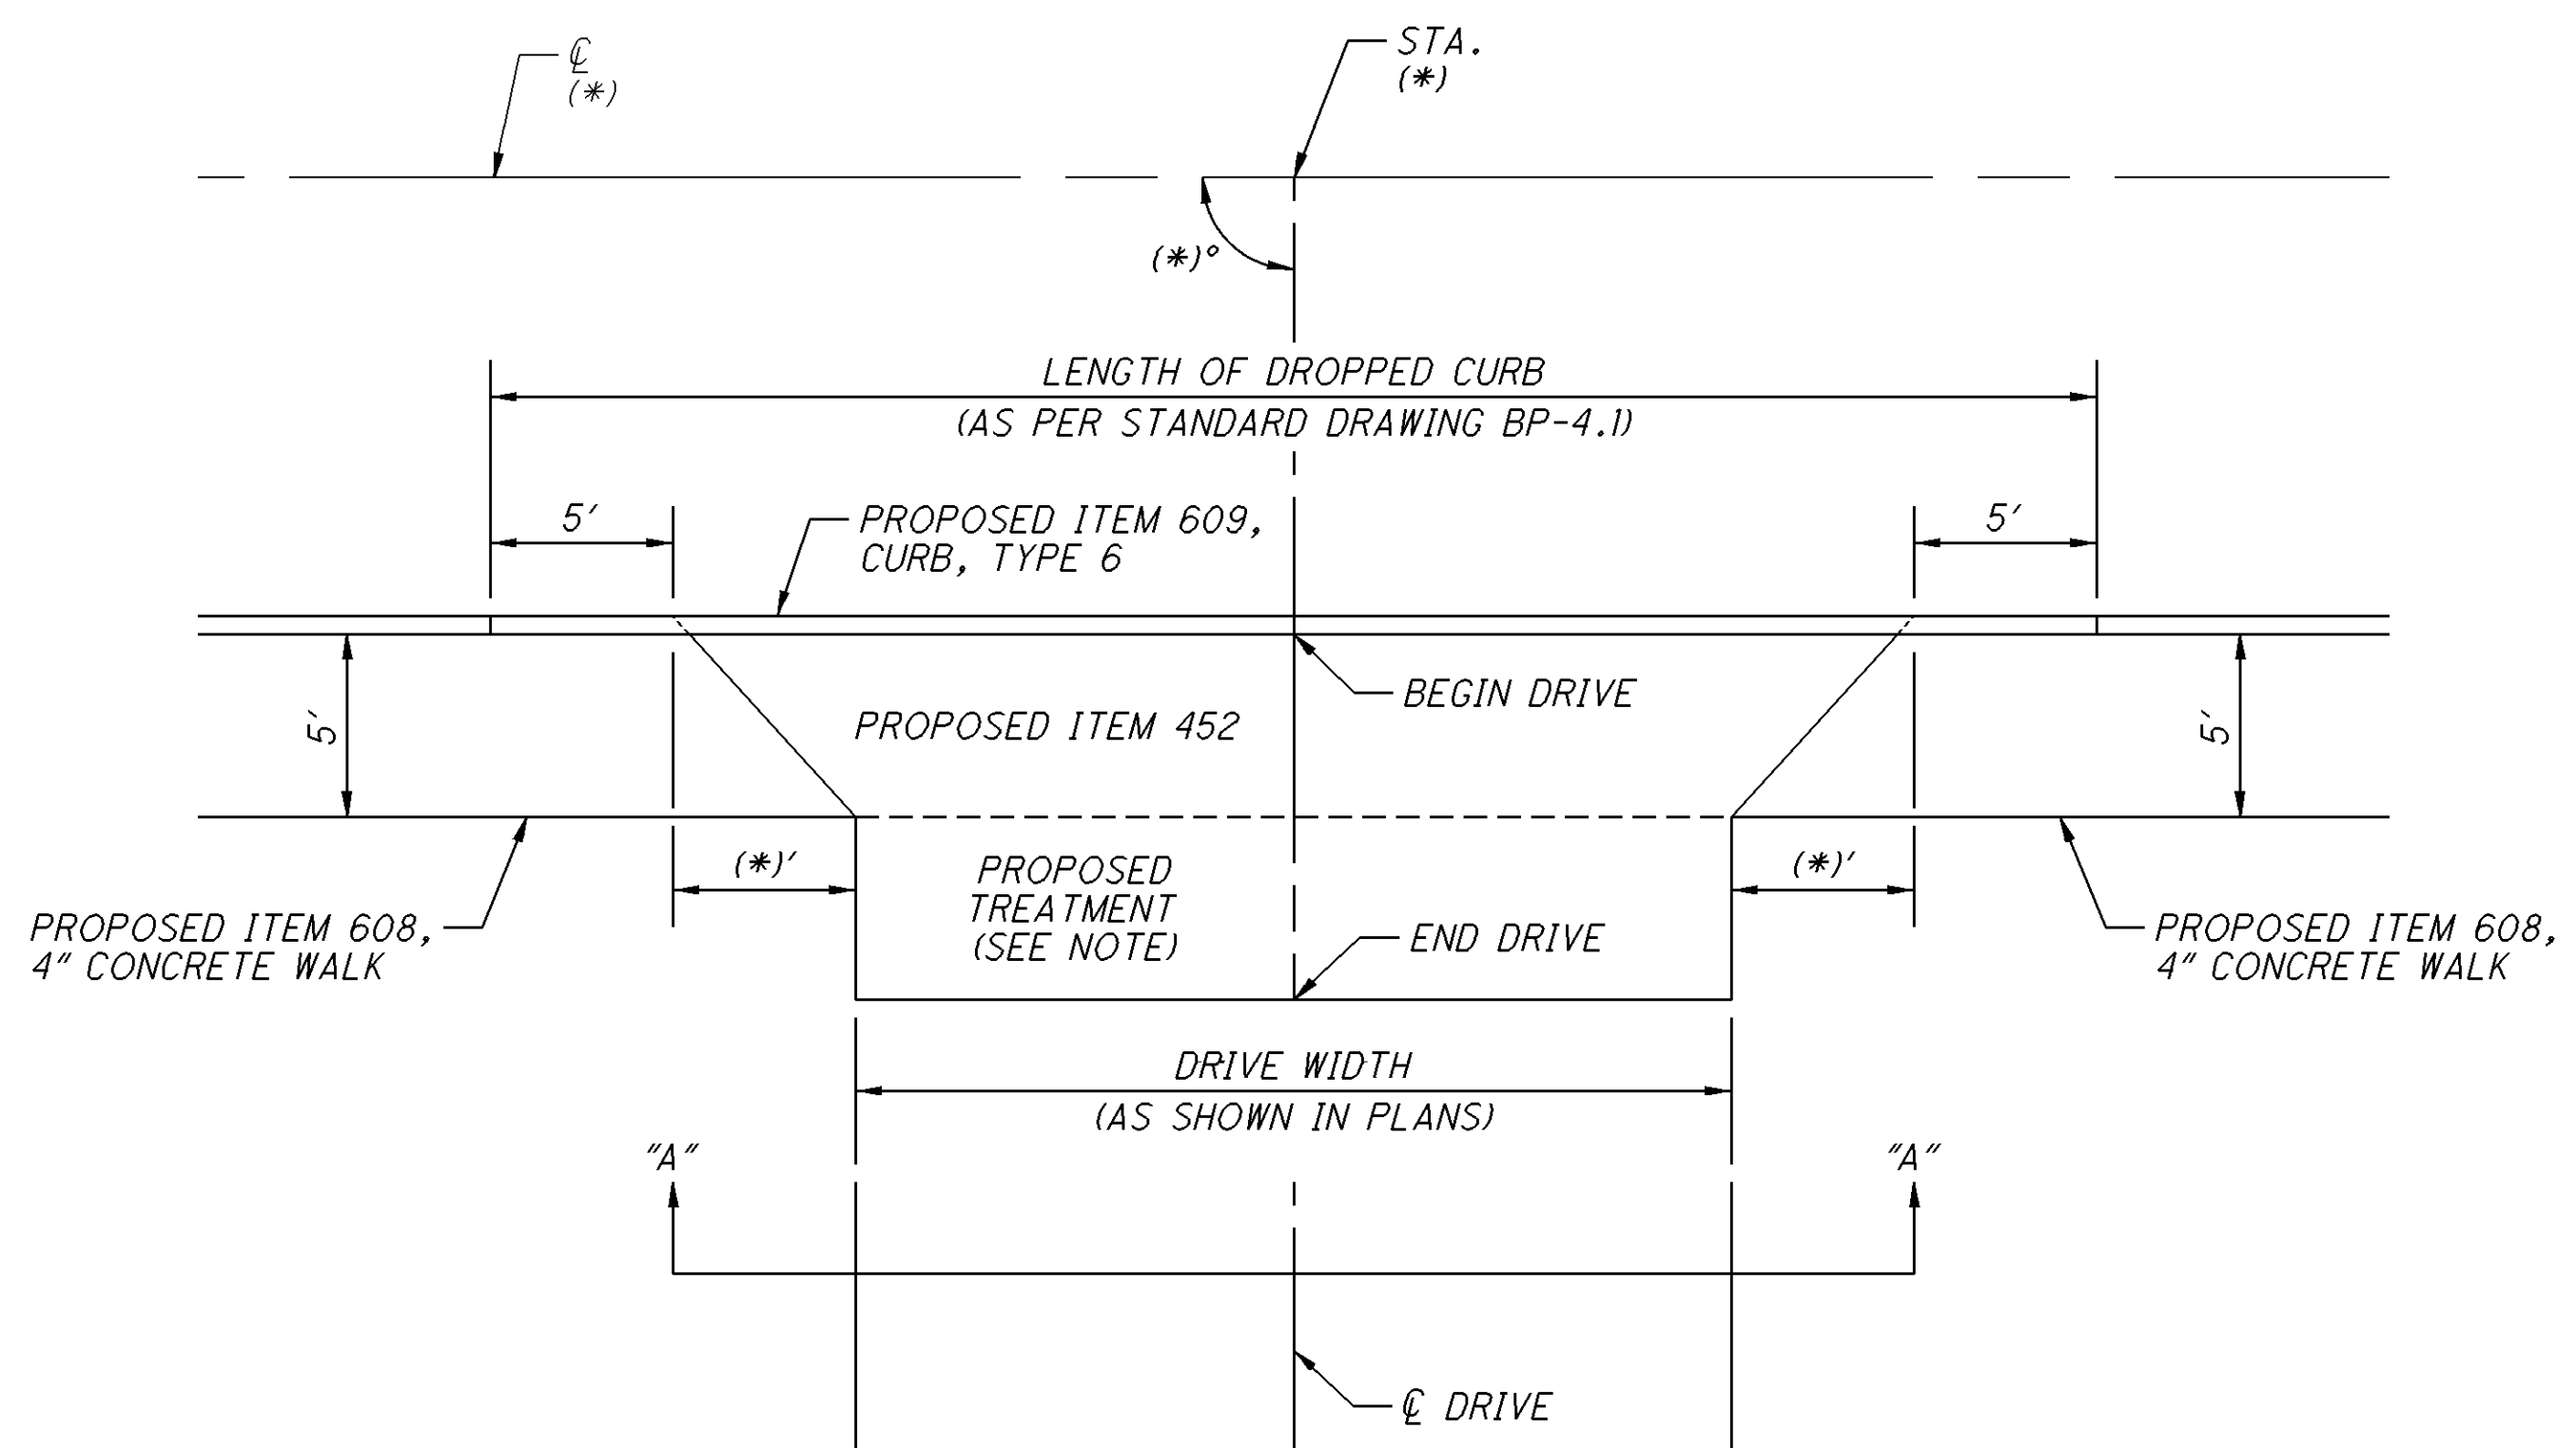 ℄
(*)
STA.
(*)
(*)°
LENGTH OF DROPPED CURB
(AS PER STANDARD DRAWING BP-4.1)
5'
PROPOSED ITEM 609,
CURB, TYPE 6
5'
BEGIN DRIVE
5'
PROPOSED ITEM 452
5'
(*)'
PROPOSED
TREATMENT
(SEE NOTE)
(*)'
PROPOSED ITEM 608,
4" CONCRETE WALK
END DRIVE
PROPOSED ITEM 608,
4" CONCRETE WALK
DRIVE WIDTH
(AS SHOWN IN PLANS)
"A"
"A"
℄ DRIVE